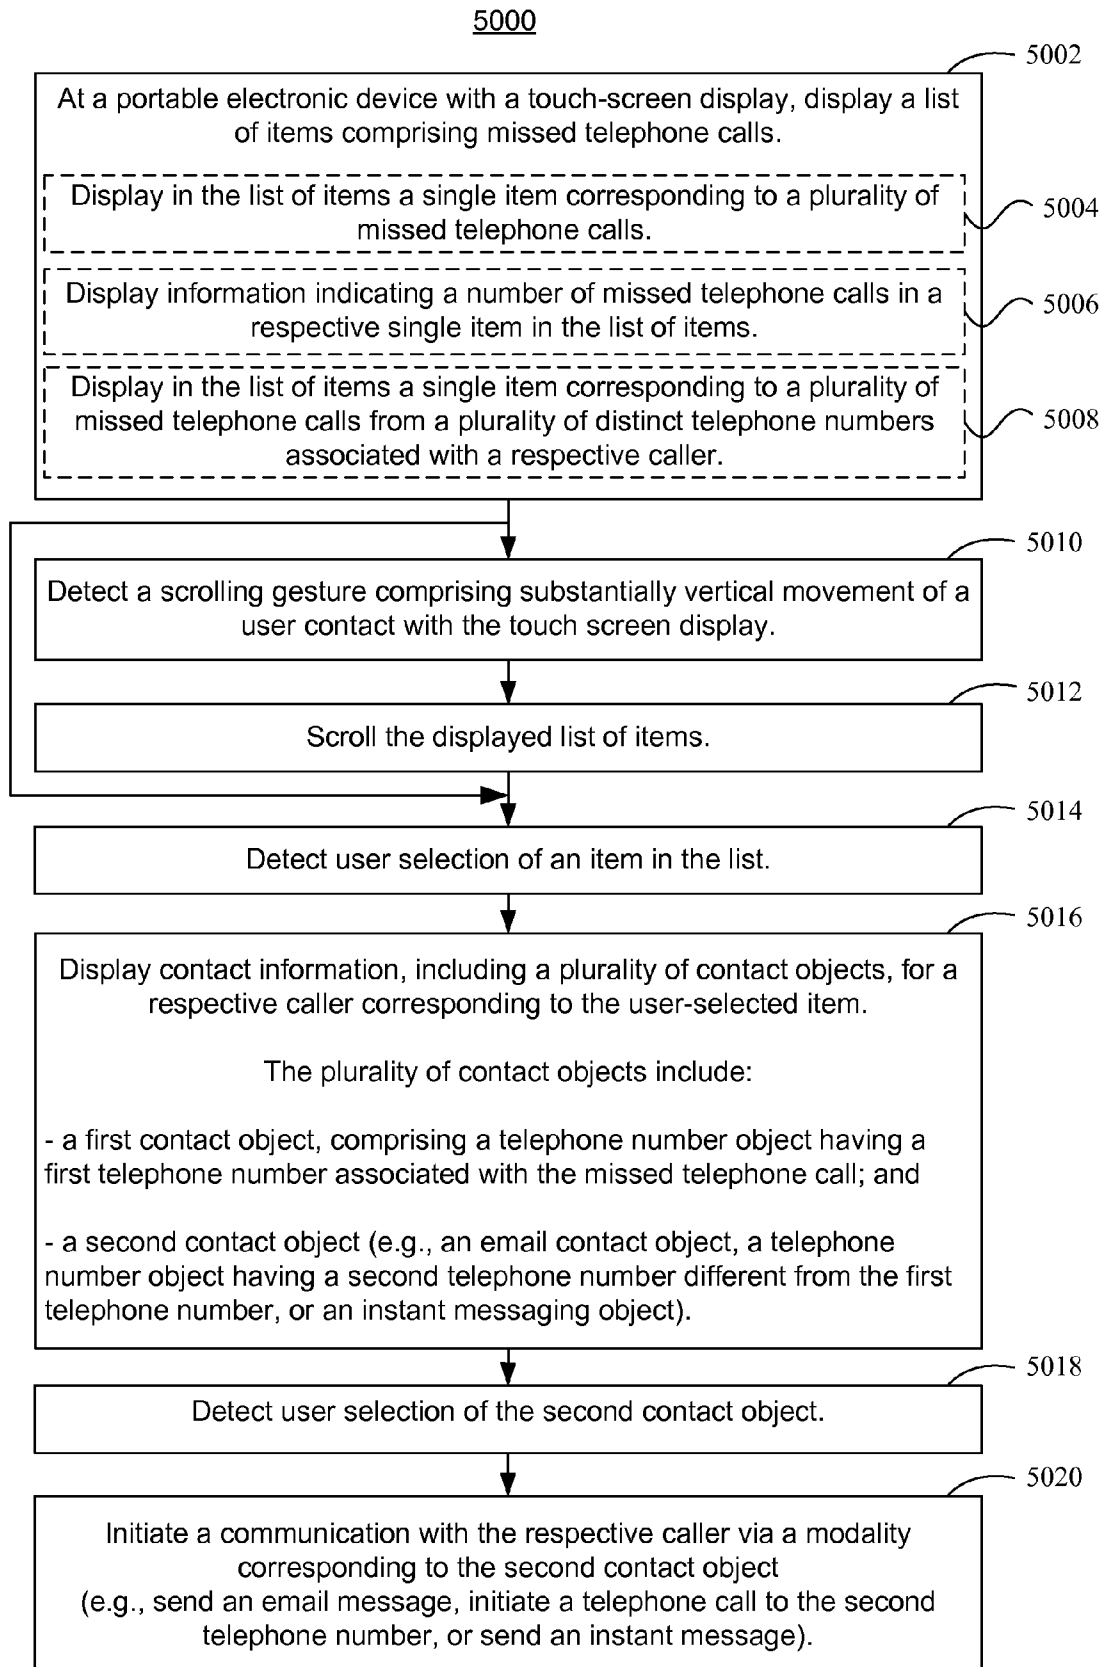 5000
5002
At a portable electronic device with a touch-screen display, display a list
of items comprising missed telephone calls.
Display in the list of items a single item corresponding to a plurality of
missed telephone calls.
5004
Display information indicating a number of missed telephone calls in a
respective single item in the list of items.
5006
Display in the list of items a single item corresponding to a plurality of
missed telephone calls from a plurality of distinct telephone numbers
associated with a respective caller.
5008
5010
Detect a scrolling gesture comprising substantially vertical movement of a
user contact with the touch screen display.
5012
Scroll the displayed list of items.
5014
Detect user selection of an item in the list.
5016
Display contact information, including a plurality of contact objects, for a
respective caller corresponding to the user-selected item.
The plurality of contact objects include:
- a first contact object, comprising a telephone number object having a
first telephone number associated with the missed telephone call; and
- a second contact object (e.g., an email contact object, a telephone
number object having a second telephone number different from the first
telephone number, or an instant messaging object).
5018
Detect user selection of the second contact object.
5020
Initiate a communication with the respective caller via a modality
corresponding to the second contact object
(e.g., send an email message, initiate a telephone call to the second
telephone number, or send an instant message).